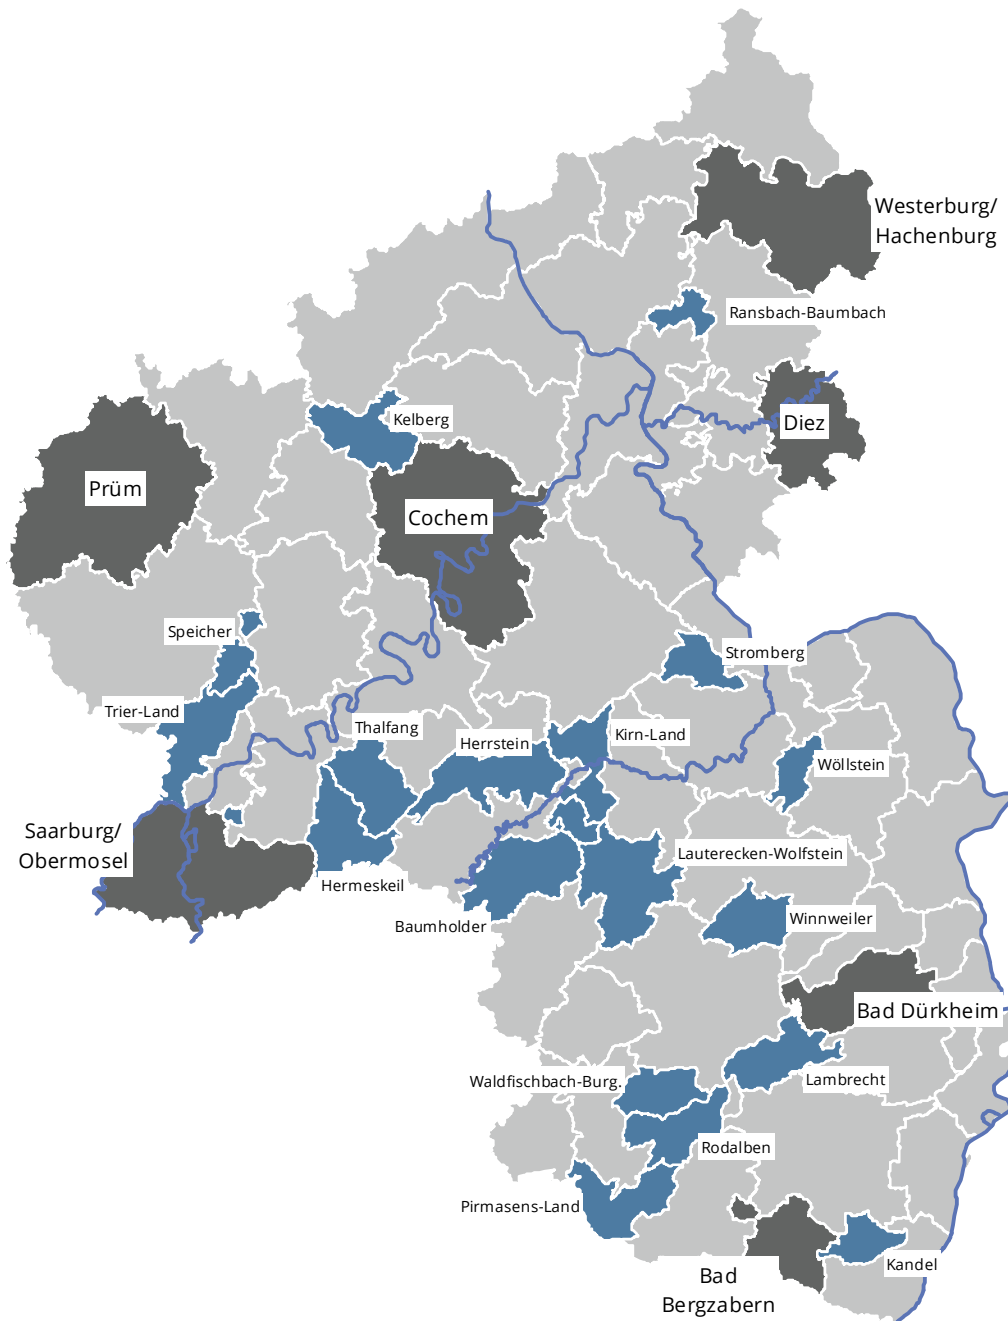 Westerburg/
Hachenburg
Ransbach-Baumbach
Kelberg
Diez
Prüm
Cochem
Speicher
Stromberg
Trier-Land
Thalfang
Herrstein
Kirn-Land
Wöllstein
Saarburg/
Obermosel
Lauterecken-Wolfstein
Hermeskeil
Baumholder
Winnweiler
Bad Dürkheim
Waldfischbach-Burg.
Lambrecht
Rodalben
Pirmasens-Land
Kandel
Bad
Bergzabern